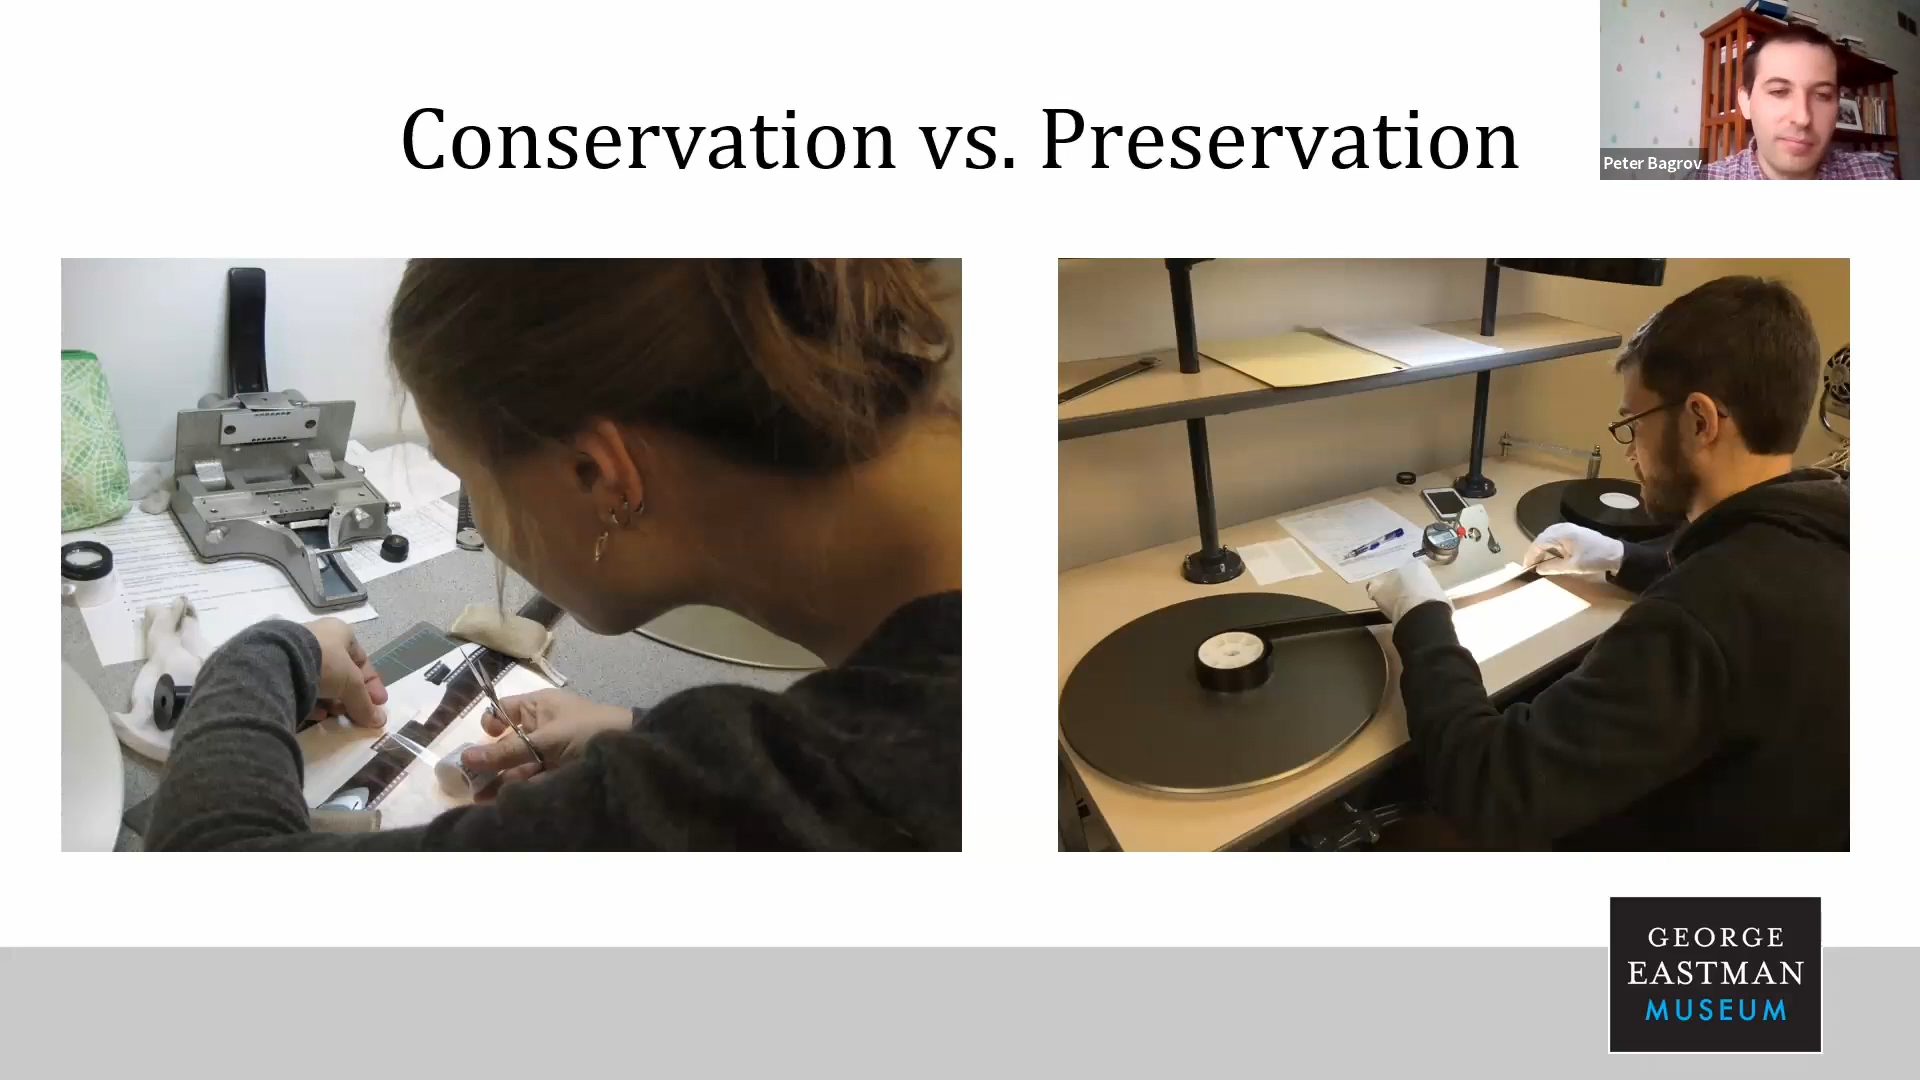 Conservation vs. Preservation
Peter Bagrov
GEORGE
EASTMAN
MUSEUM